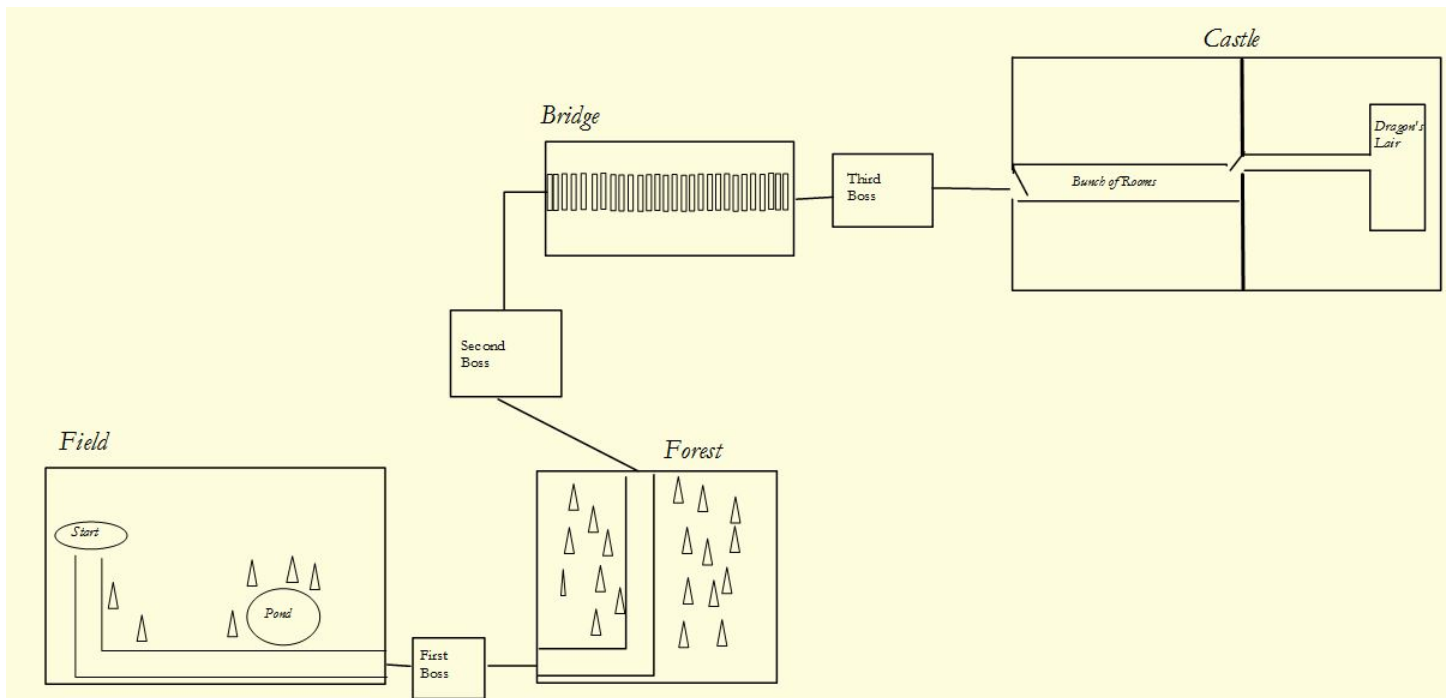 Castle
Bridge
Dragon's
Lair
Third
Boss
Bunch of Rooms
Second
Boss
Field
Forest
Start
Pond
First
Boss